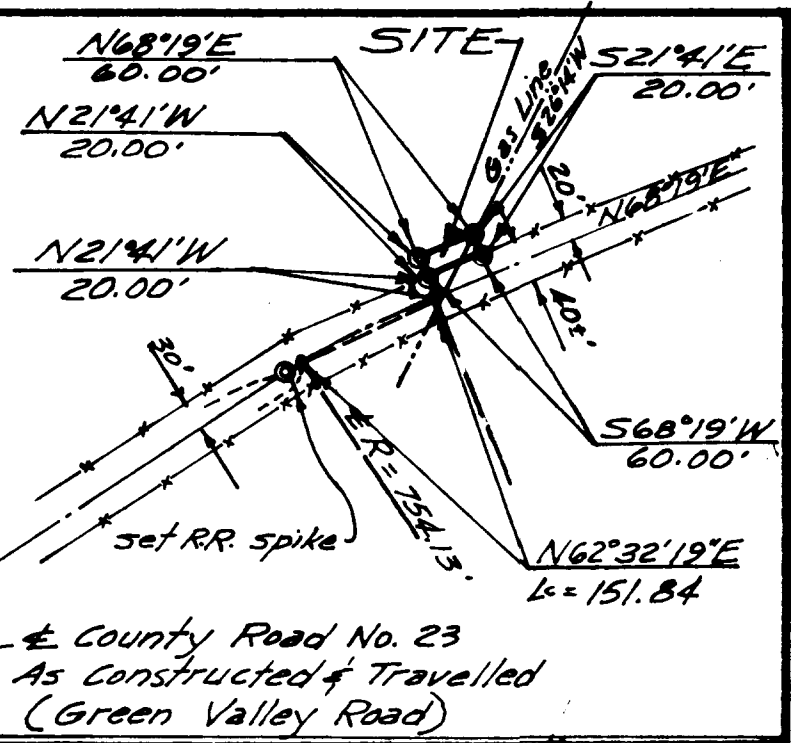 N68°19'E
60.00'
SITE
S21°41'E
20.00'
N21°41'W
20.00'
Gas Line
S26°14'W
20'
N68°19'E
N21°41'W
20.00'
40±'
30'
S68°19'W
60.00'
℄ R = 754.13'
set R.R. spike
N62°32'19"E
Lc = 151.84
℄ County Road No. 23
As Constructed & Travelled
(Green Valley Road)